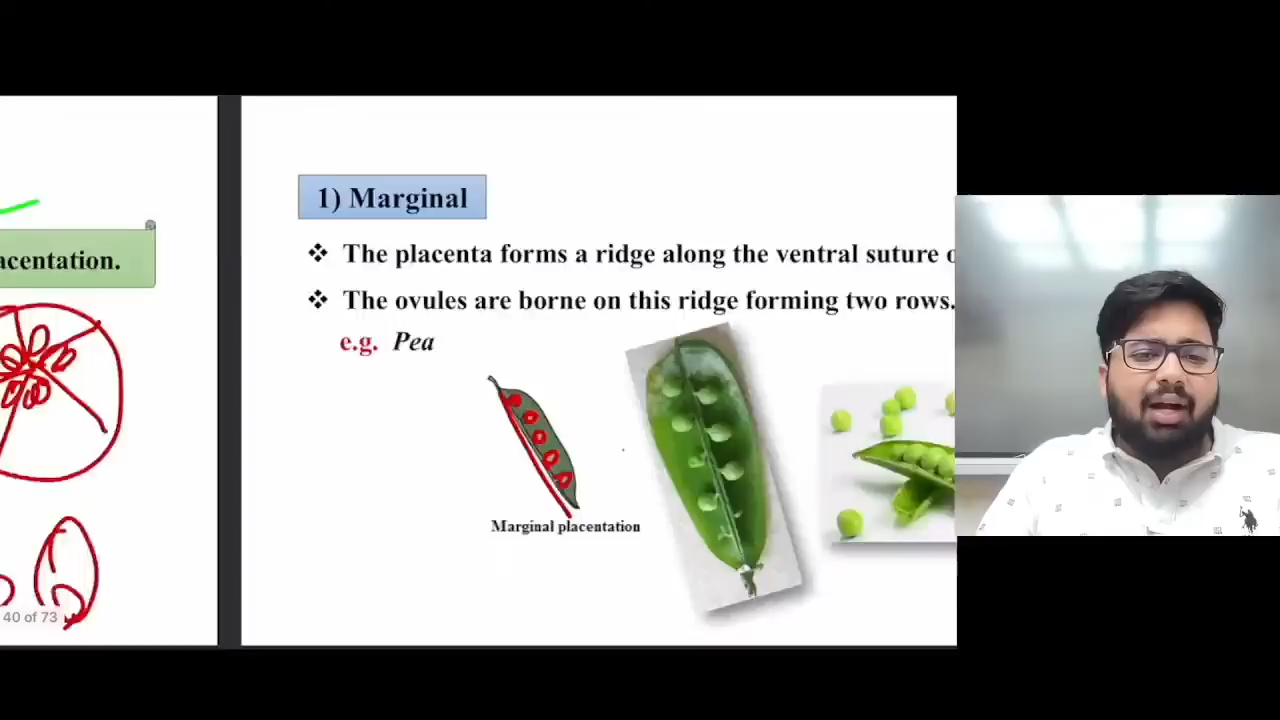 acentation.
40 of 73
1) Marginal
❖ The placenta forms a ridge along the ventral suture o
❖ The ovules are borne on this ridge forming two rows.
e.g. Pea
Marginal placentation